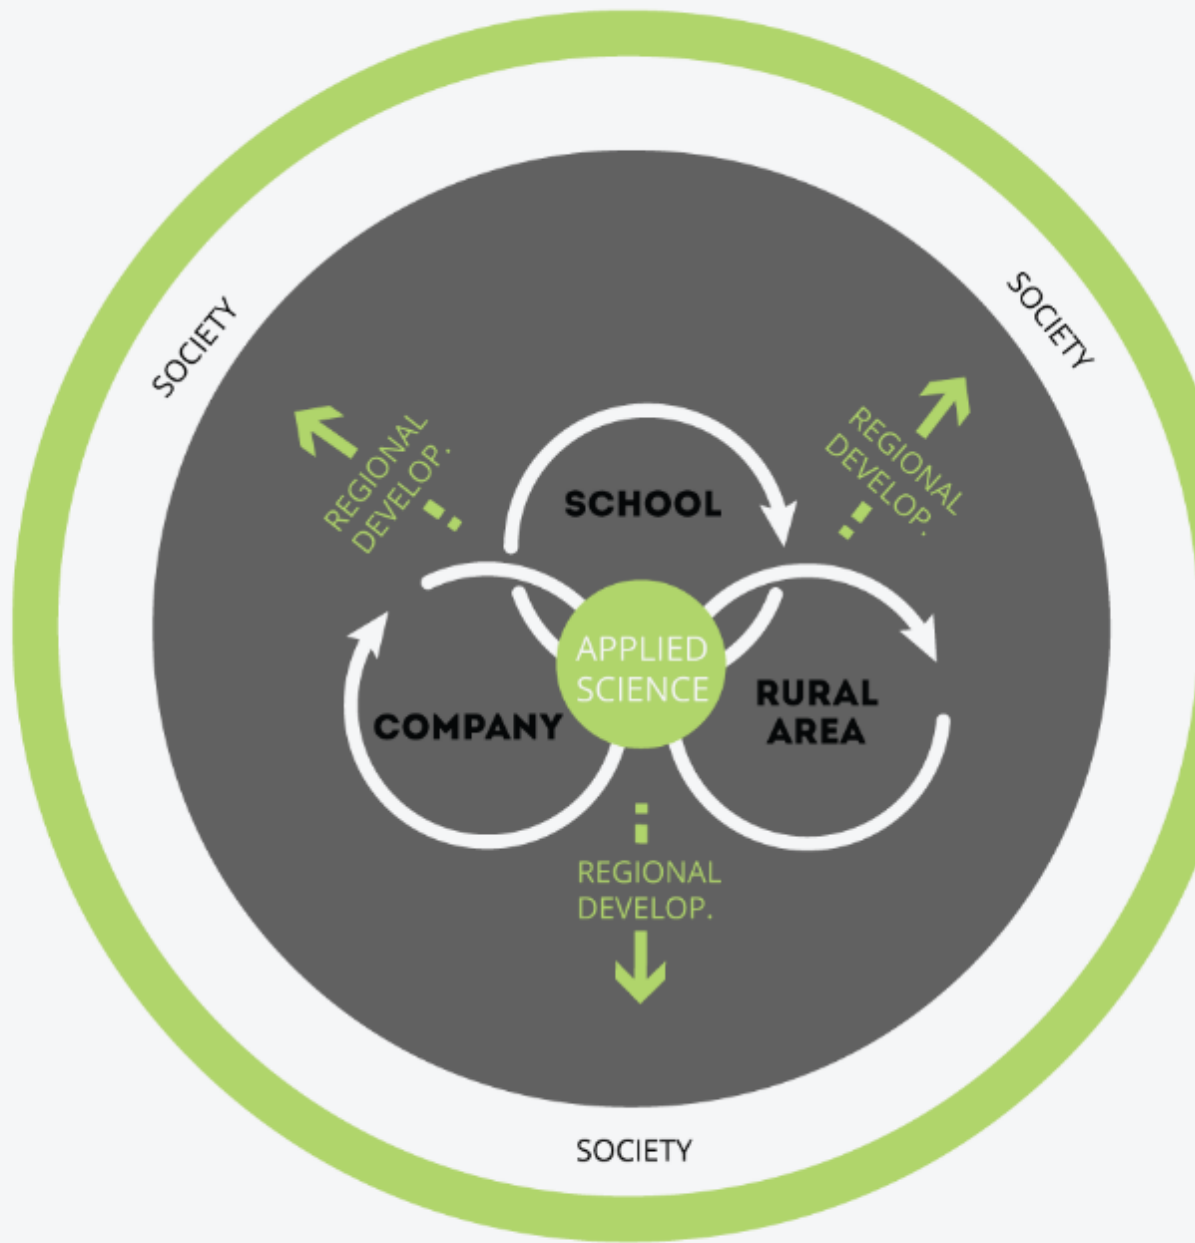 SOCIETY
SOCIETY
REGIONAL
DEVELOP.
REGIONAL
DEVELOP.
SCHOOL
APPLIED
SCIENCE
COMPANY
RURAL
AREA
REGIONAL
DEVELOP.
SOCIETY